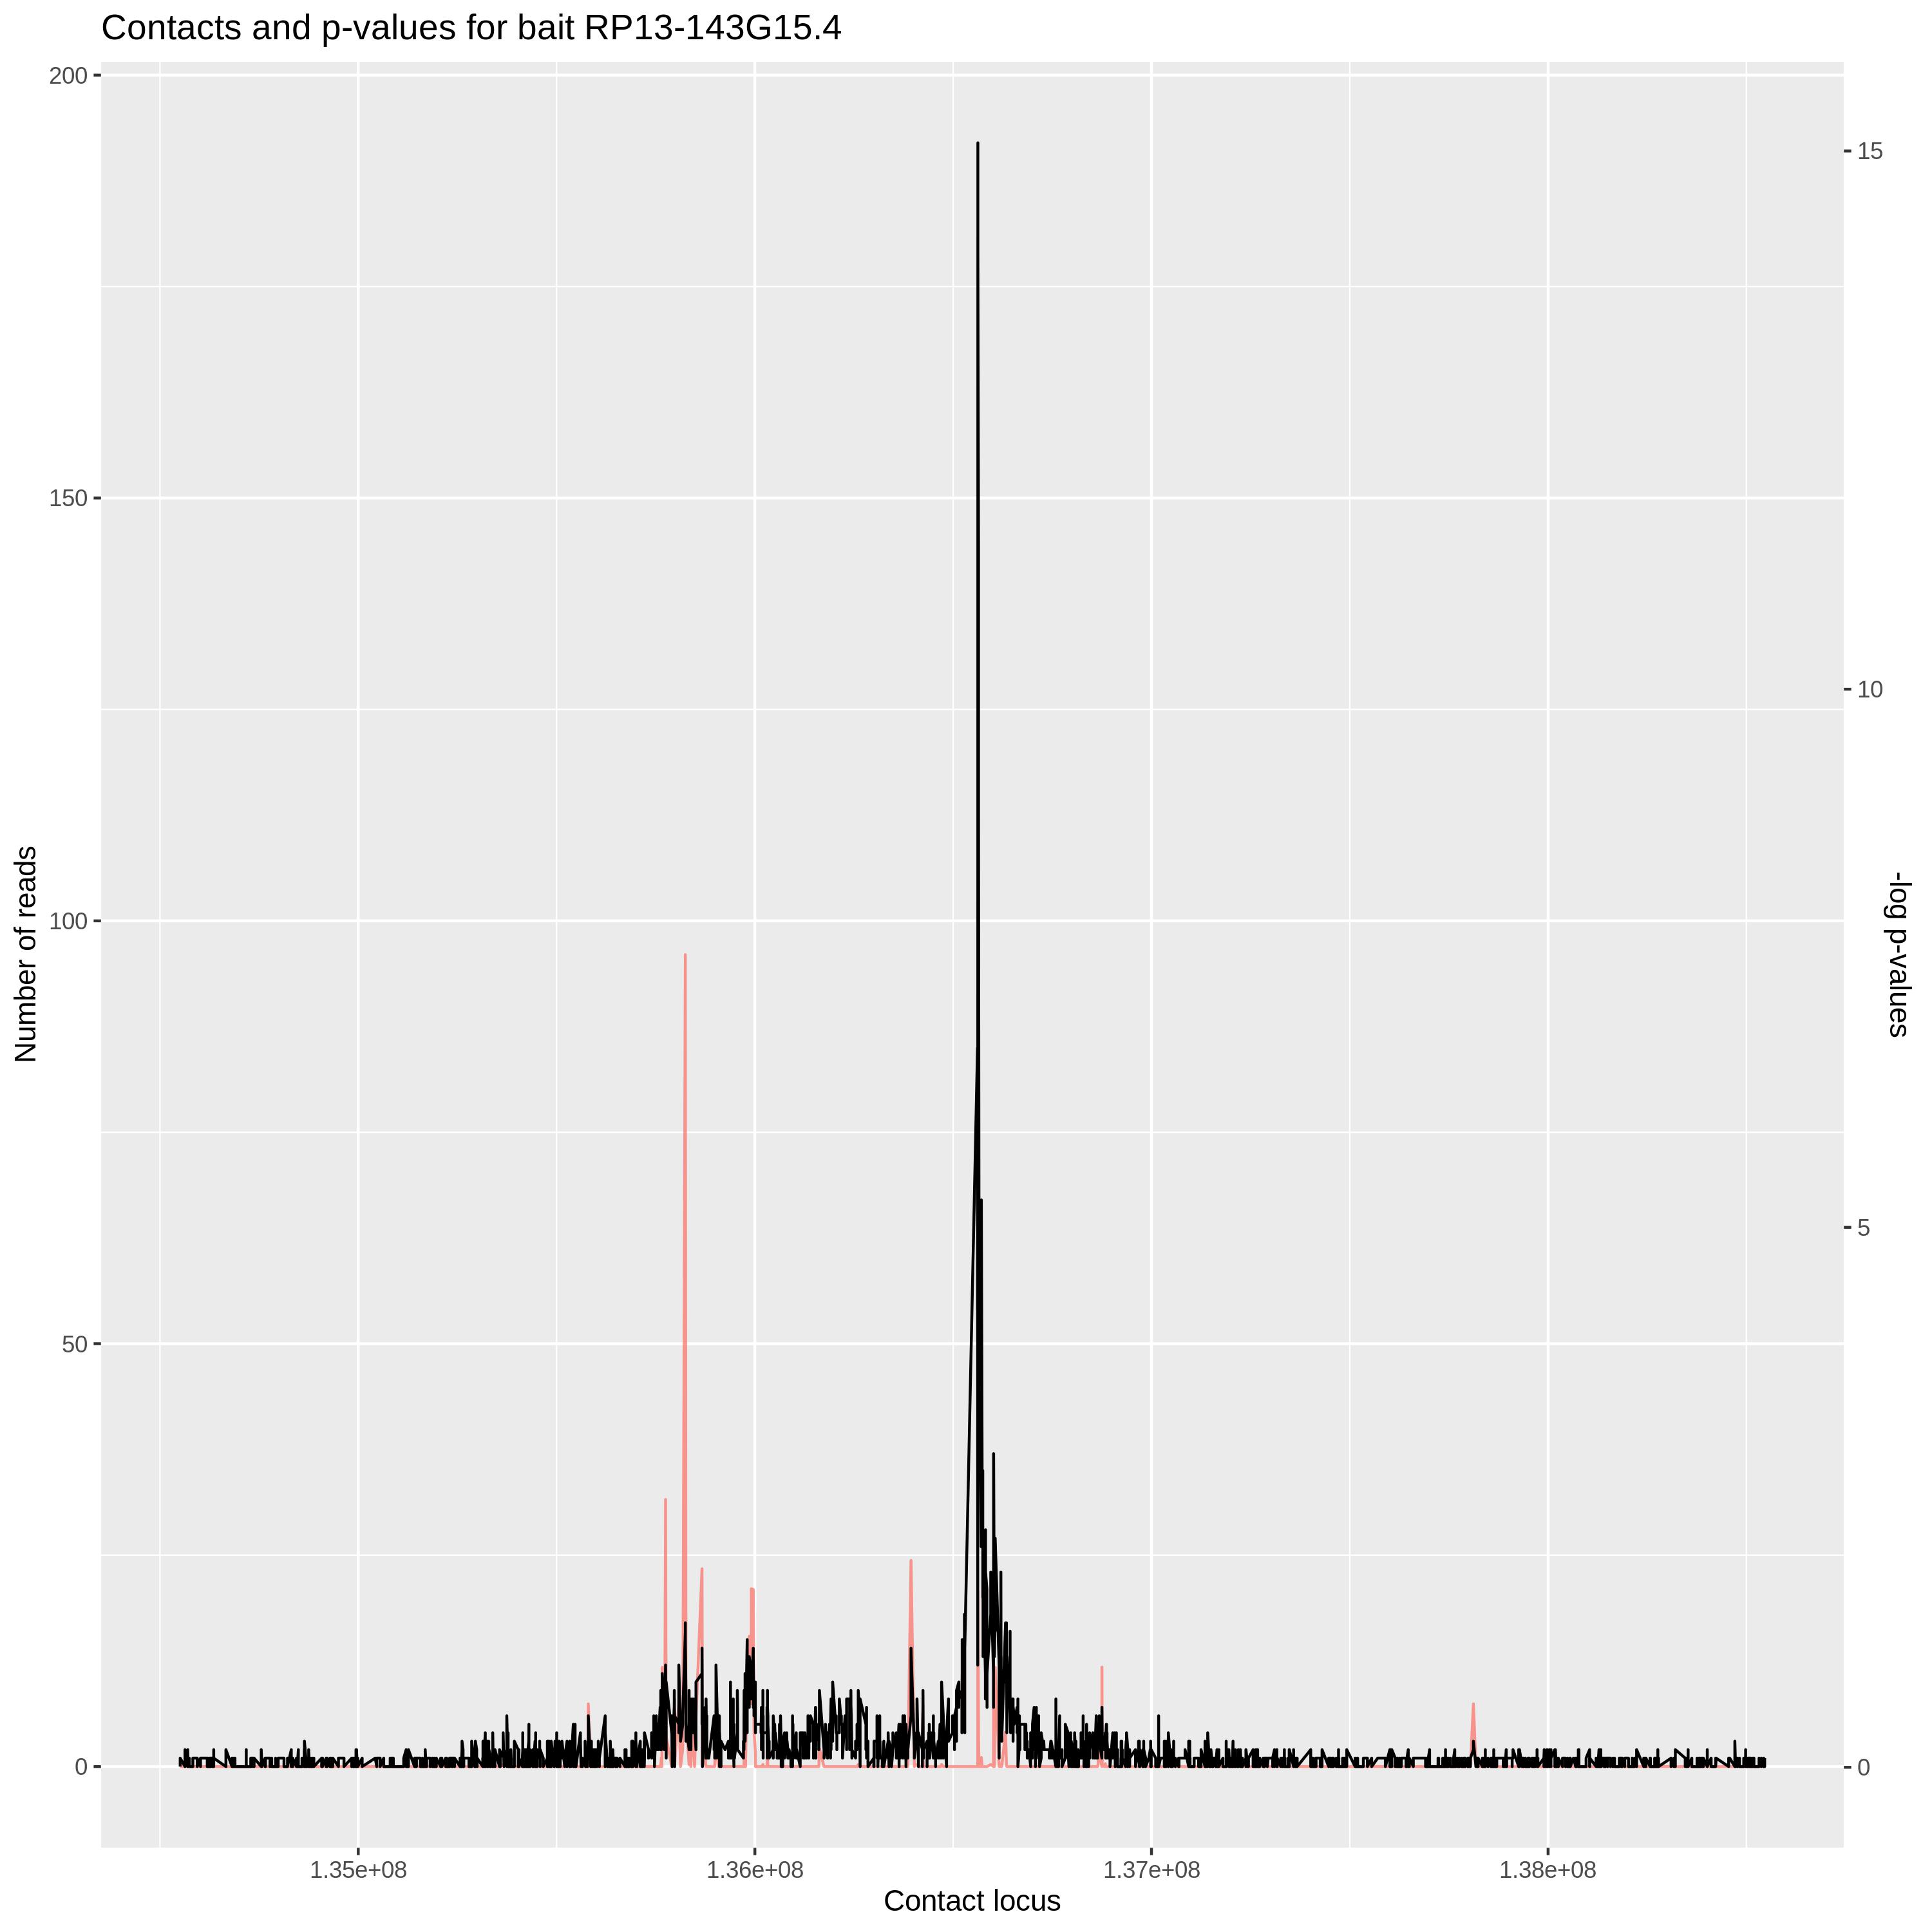 Contacts and p-values for bait RP13-143G15.4
200
150
100
50
0
Number of reads
15
10
5
0
-log p-values
1.35e+08
1.36e+08
1.37e+08
1.38e+08
Contact locus